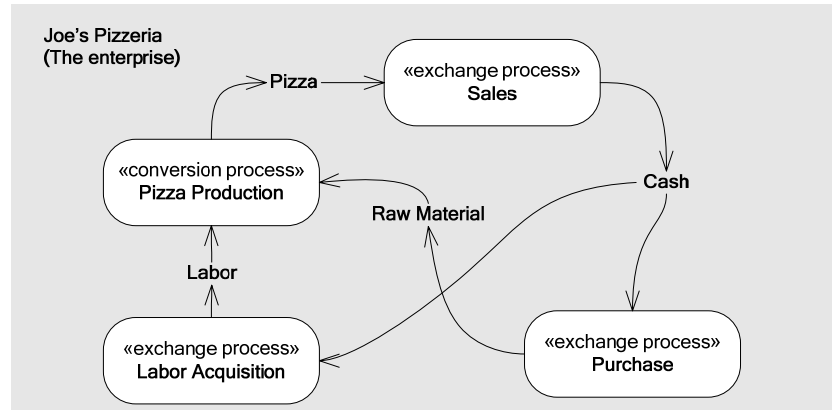 Joe's Pizzeria
(The enterprise)
Pizza
«exchange process»
Sales
«conversion process»
Pizza Production
Cash
Raw Material
Labor
«exchange process»
Labor Acquisition
«exchange process»
Purchase